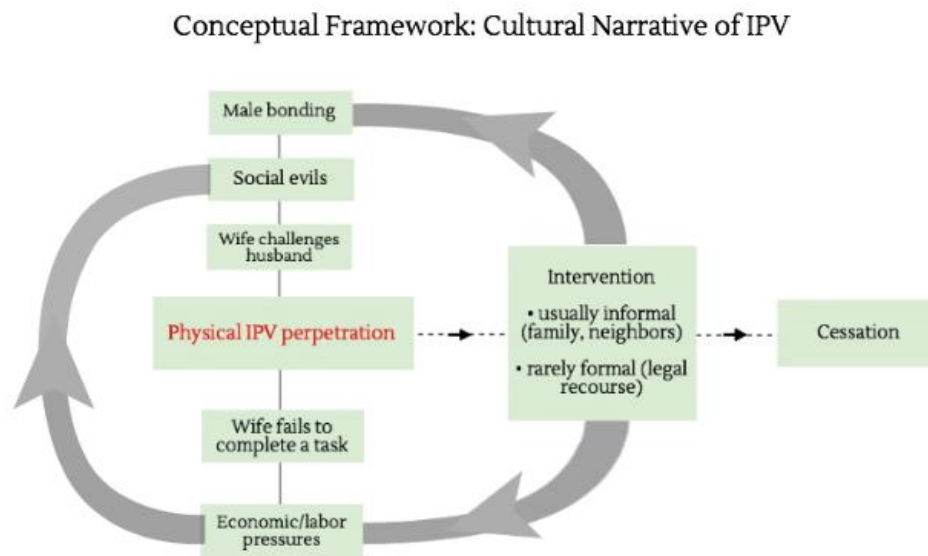 Conceptual Framework: Cultural Narrative of IPV
Male bonding
Social evils
Wife challenges
husband
Physical IPV perpetration
Wife fails to
complete a task
Economic/labor
pressures
Intervention
• usually informal
(family, neighbors)
• rarely formal (legal
recourse)
Cessation